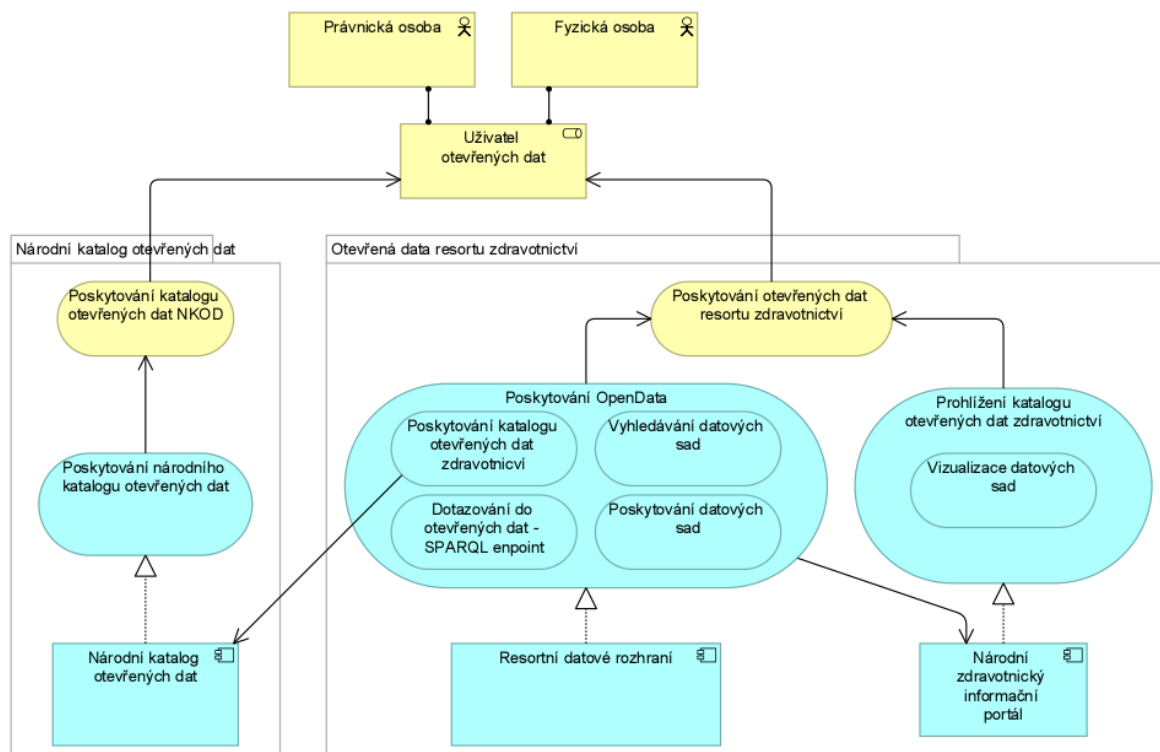 Právnická osoba
Fyzická osoba
Uživatel
otevřených dat
Národní katalog otevřených dat
Otevřená data resortu zdravotnictví
Poskytování katalogu
otevřených dat NKOD
Poskytování otevřených dat
resortu zdravotnictví
Poskytování OpenData
Poskytování katalogu
otevřených dat
zdravotnicví
Vyhledávání datových
sad
Prohlížení katalogu
otevřených dat zdravotnictví
Vizualizace datových
sad
Poskytování národního
katalogu otevřených dat
Dotazování do
otevřených dat -
SPARQL enpoint
Poskytování datových
sad
Národní katalog
otevřených dat
Resortní datové rozhraní
Národní
zdravotnický
informační
portál